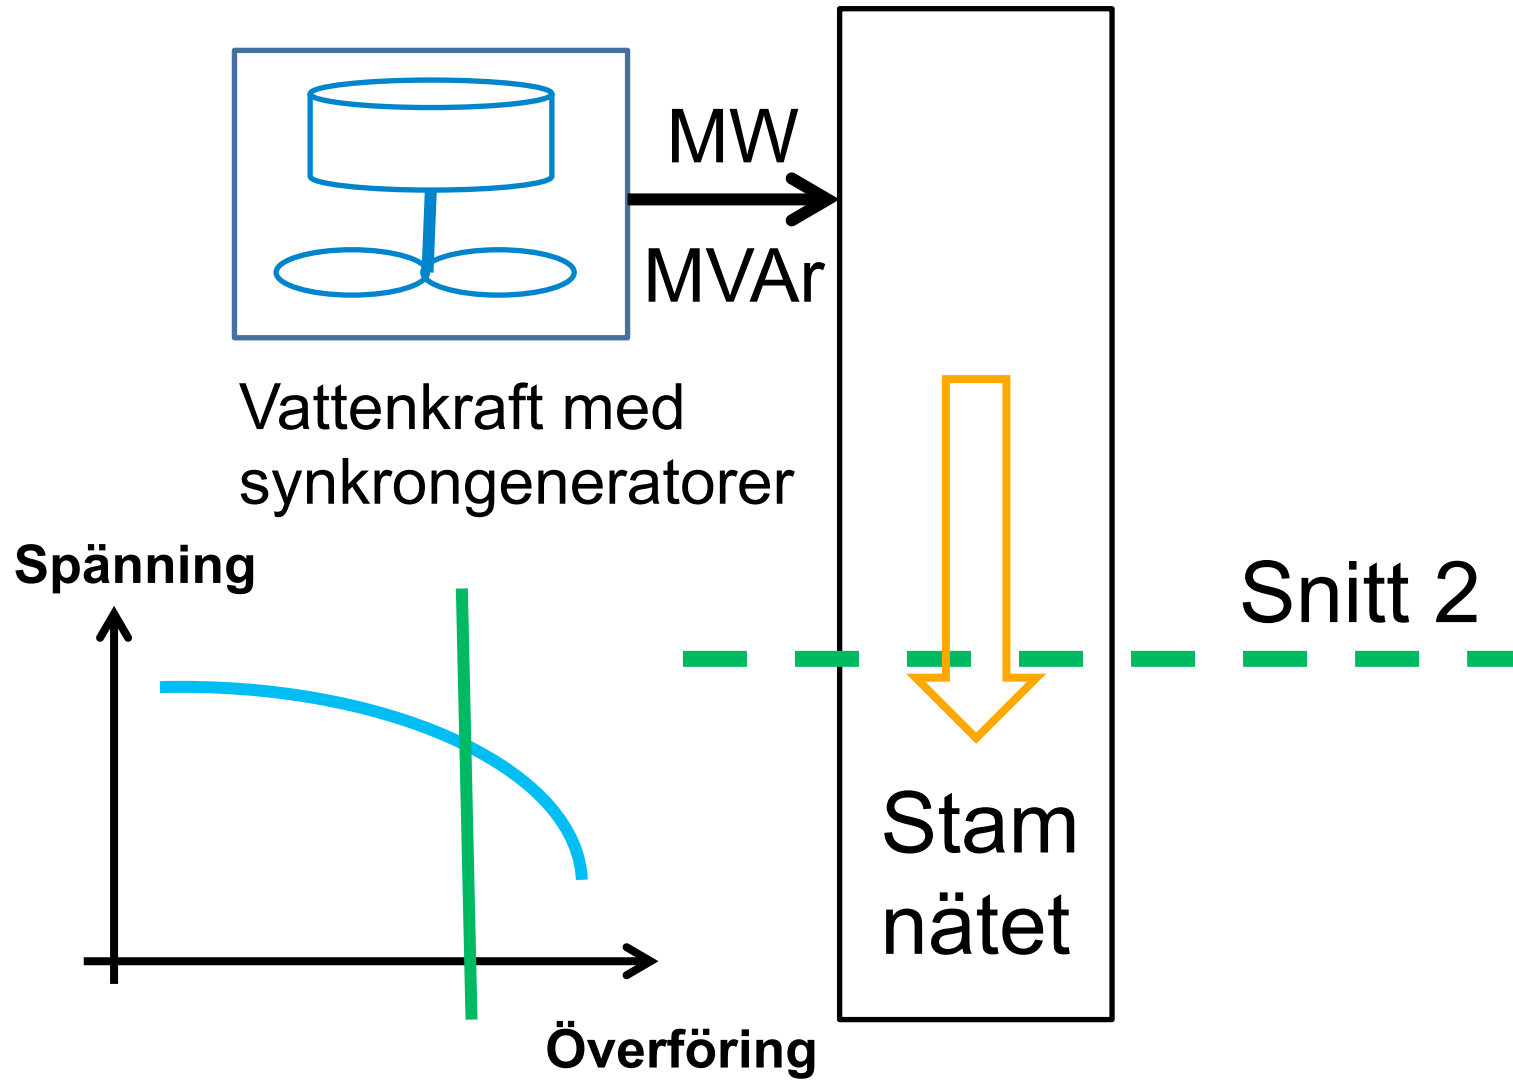 MW
MVAr
Vattenkraft med
synkrongeneratorer
Spänning
Snitt 2
Stam
nätet
Överföring